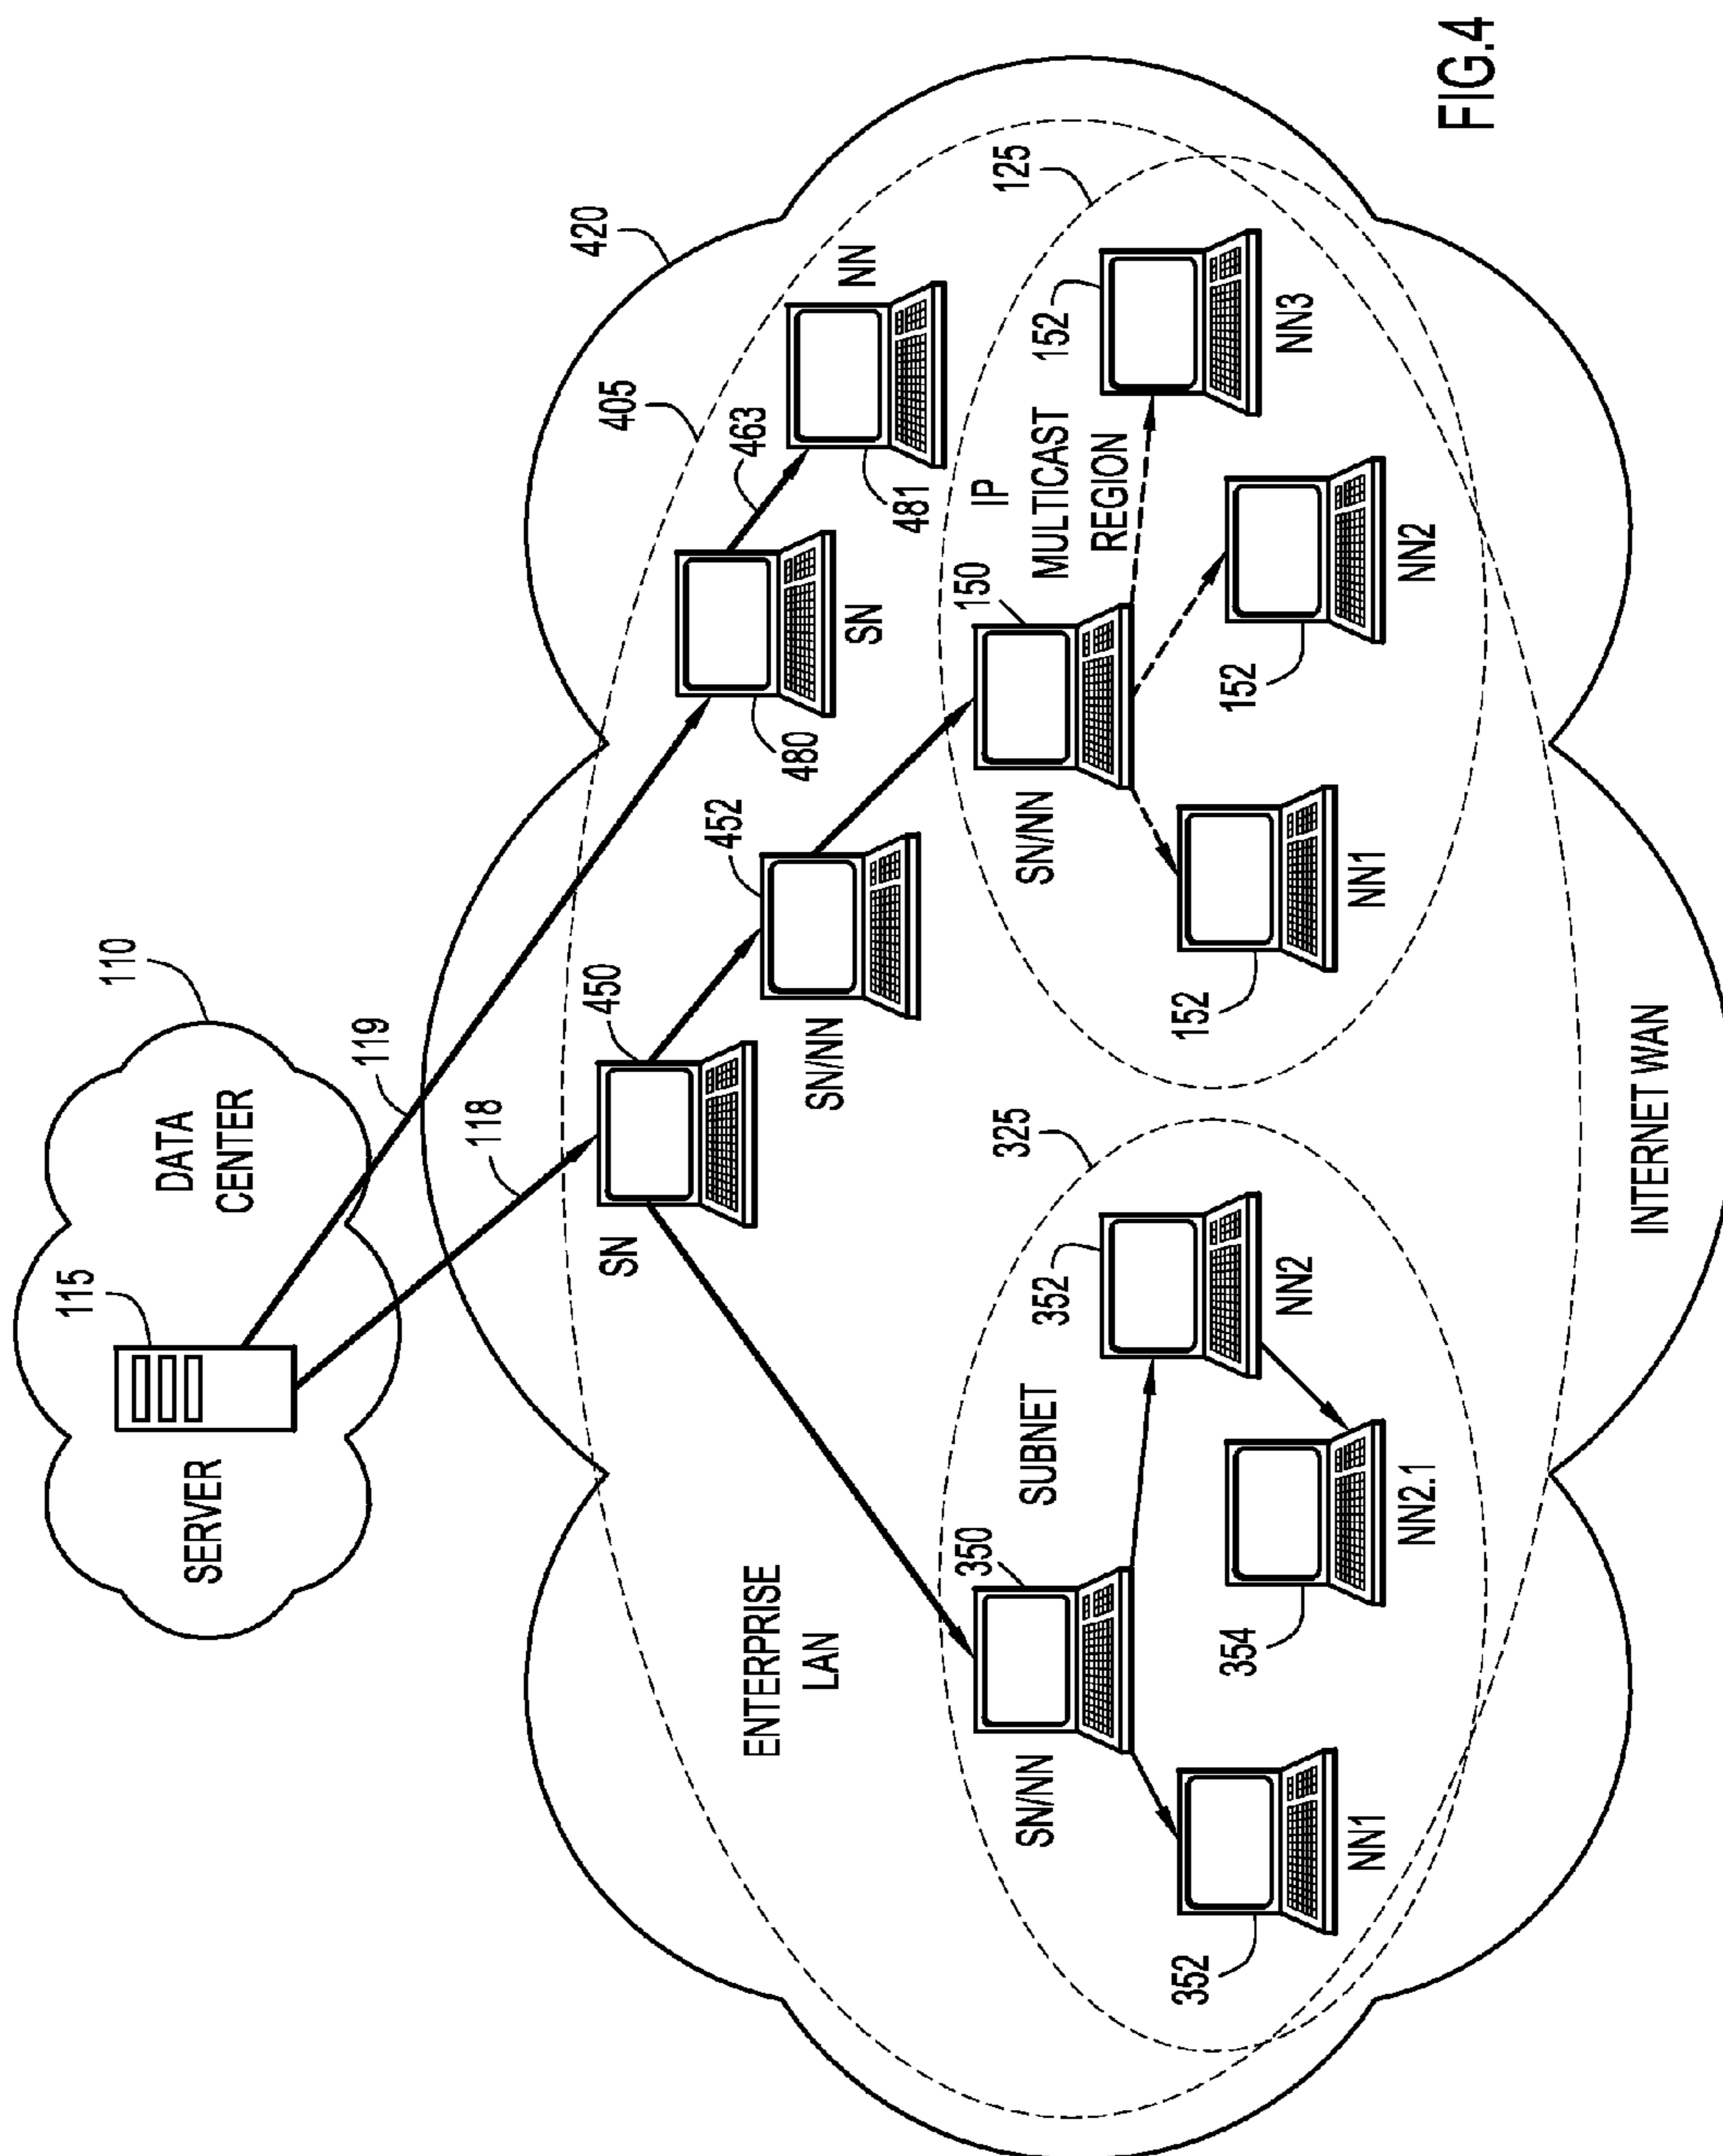 110
DATA
CENTER
115
SERVER
119
118
420
405
463
NN
481
SN
480
450
SN
452
SN/NN
ENTERPRISE
LAN
325
350
SN/NN
SUBNET
352
NN2
352
NN1
354
NN2.1
125
150
SN/NN
IP
MULTICAST
REGION
152
NN3
152
NN1
152
NN2
INTERNET WAN
FIG.4